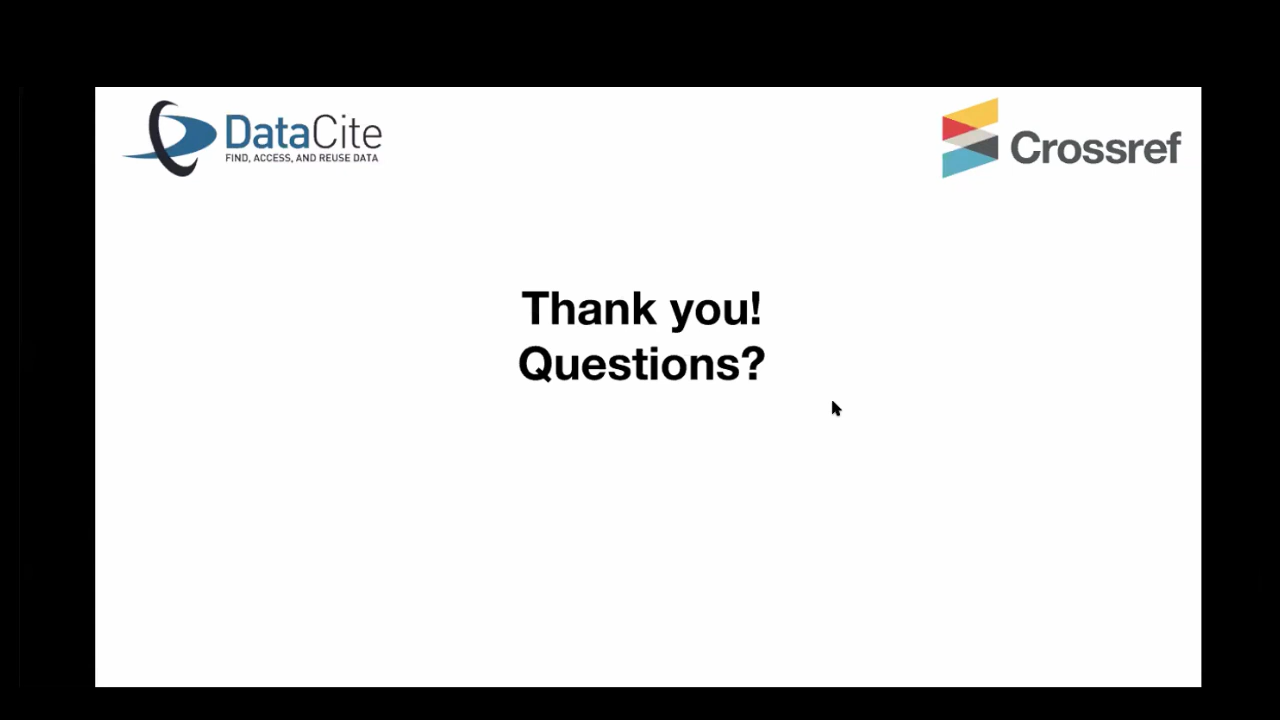 DataCite
FIND, ACCESS, AND REUSE DATA
Crossref
Thank you!
Questions?